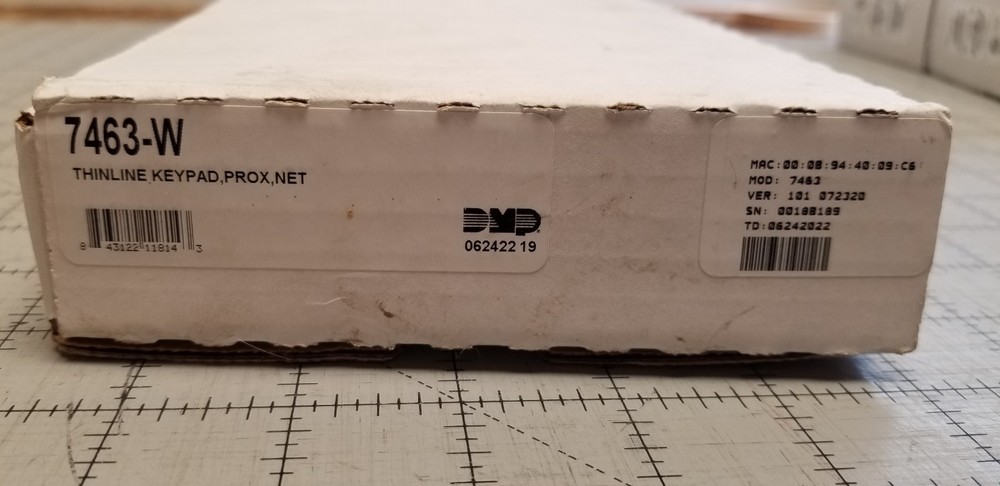 7463-W
THINLINE KEYPAD,PROX,NET
8 43122 11814 3
DMP
062422 19
MAC:00:08:94:40:09:C6
MOD: 7463
VER: 101 072320
SN: 0018B189
TD:06242022